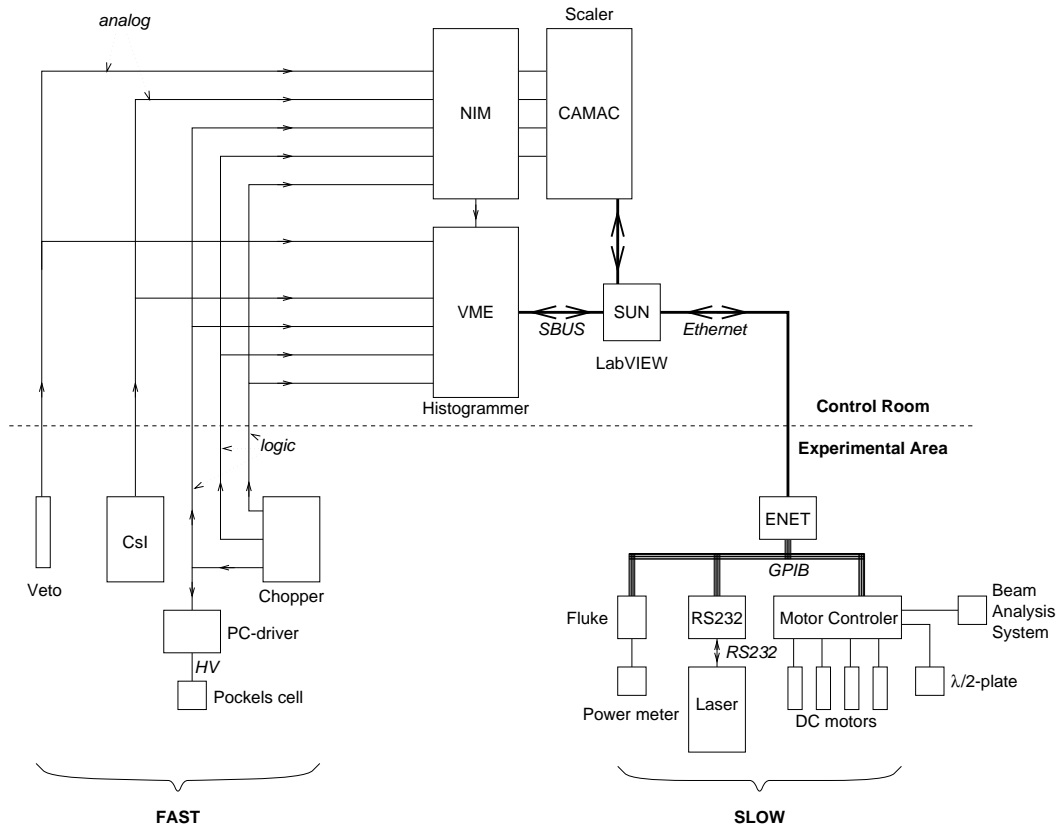 analog
Scaler
NIM
CAMAC
VME
SUN
SBUS
Ethernet
LabVIEW
Histogrammer
Control Room
logic
Experimental Area
CsI
ENET
Veto
Chopper
GPIB
PC-driver
Fluke
RS232
Motor Controler
Beam
Analysis
System
HV
RS232
Pockels cell
Power meter
Laser
DC motors
λ/2-plate
FAST
SLOW